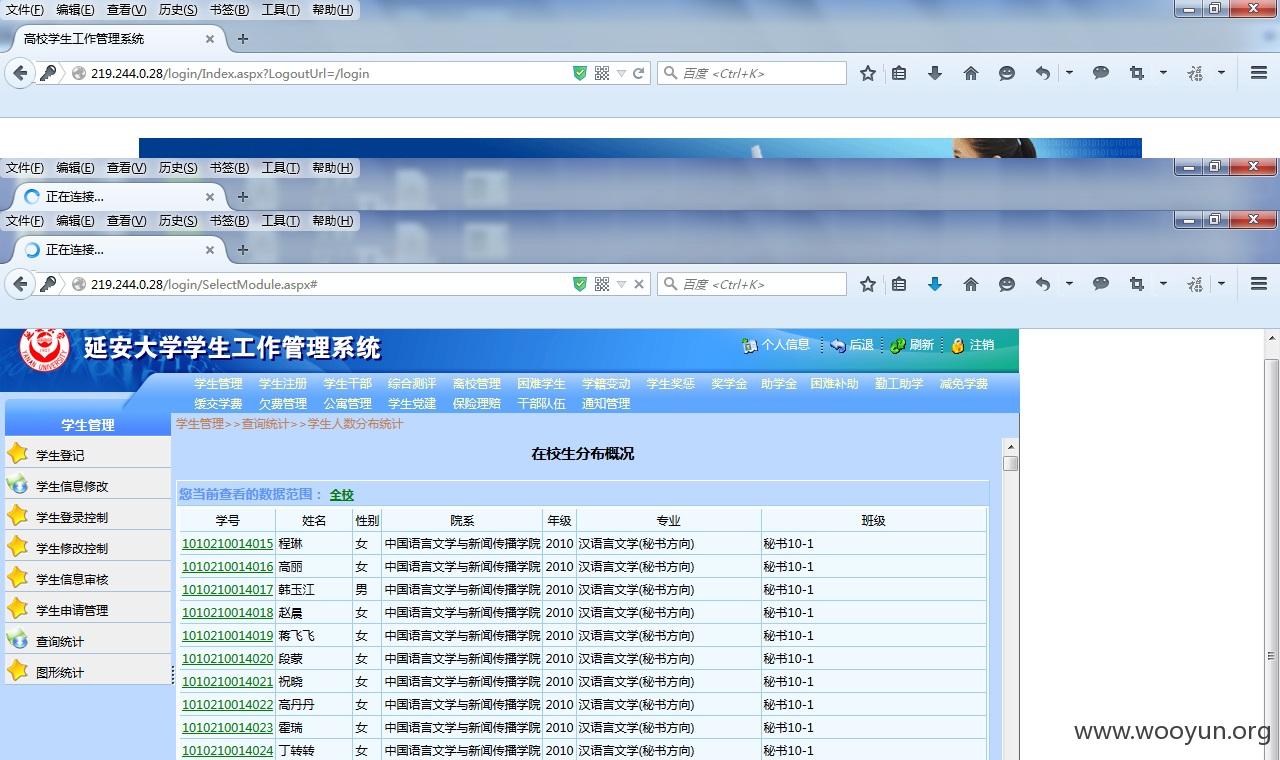 文件(F) 编辑(E) 查看(V) 历史(S) 书签(B) 工具(T) 帮助(H)
高校学生工作管理系统
219.244.0.28/login/Index.aspx?LogoutUrl=/login 百度 <Ctrl+K>
文件(F) 编辑(E) 查看(V) 历史(S) 书签(B) 工具(T) 帮助(H)
正在连接...
文件(F) 编辑(E) 查看(V) 历史(S) 书签(B) 工具(T) 帮助(H)
正在连接...
219.244.0.28/login/SelectModule.aspx# 百度 <Ctrl+K>
延安大学学生工作管理系统 个人信息 后退 刷新 注销
学生管理 学生注册 学生干部 综合测评 离校管理 困难学生 学籍变动 学生奖惩 奖学金 助学金 困难补助 勤工助学 减免学费
缓交学费 欠费管理 公寓管理 学生党建 保险理赔 干部队伍 通知管理
学生管理
学生登记
学生信息修改
学生登录控制
学生修改控制
学生信息审核
学生申请管理
查询统计
图形统计
学生管理>>查询统计>>学生人数分布统计
在校生分布概况
您当前查看的数据范围： 全校
学号 姓名 性别 院系 年级 专业 班级
1010210014015 程琳 女 中国语言文学与新闻传播学院 2010 汉语言文学(秘书方向) 秘书10-1
1010210014016 高丽 女 中国语言文学与新闻传播学院 2010 汉语言文学(秘书方向) 秘书10-1
1010210014017 韩玉江 男 中国语言文学与新闻传播学院 2010 汉语言文学(秘书方向) 秘书10-1
1010210014018 赵晨 女 中国语言文学与新闻传播学院 2010 汉语言文学(秘书方向) 秘书10-1
1010210014019 蒋飞飞 女 中国语言文学与新闻传播学院 2010 汉语言文学(秘书方向) 秘书10-1
1010210014020 段蒙 女 中国语言文学与新闻传播学院 2010 汉语言文学(秘书方向) 秘书10-1
1010210014021 祝晓 女 中国语言文学与新闻传播学院 2010 汉语言文学(秘书方向) 秘书10-1
1010210014022 高丹丹 女 中国语言文学与新闻传播学院 2010 汉语言文学(秘书方向) 秘书10-1
1010210014023 霍瑞 女 中国语言文学与新闻传播学院 2010 汉语言文学(秘书方向) 秘书10-1
1010210014024 丁转转 女 中国语言文学与新闻传播学院 2010 汉语言文学(秘书方向) 秘书10-1
www.wooyun.org